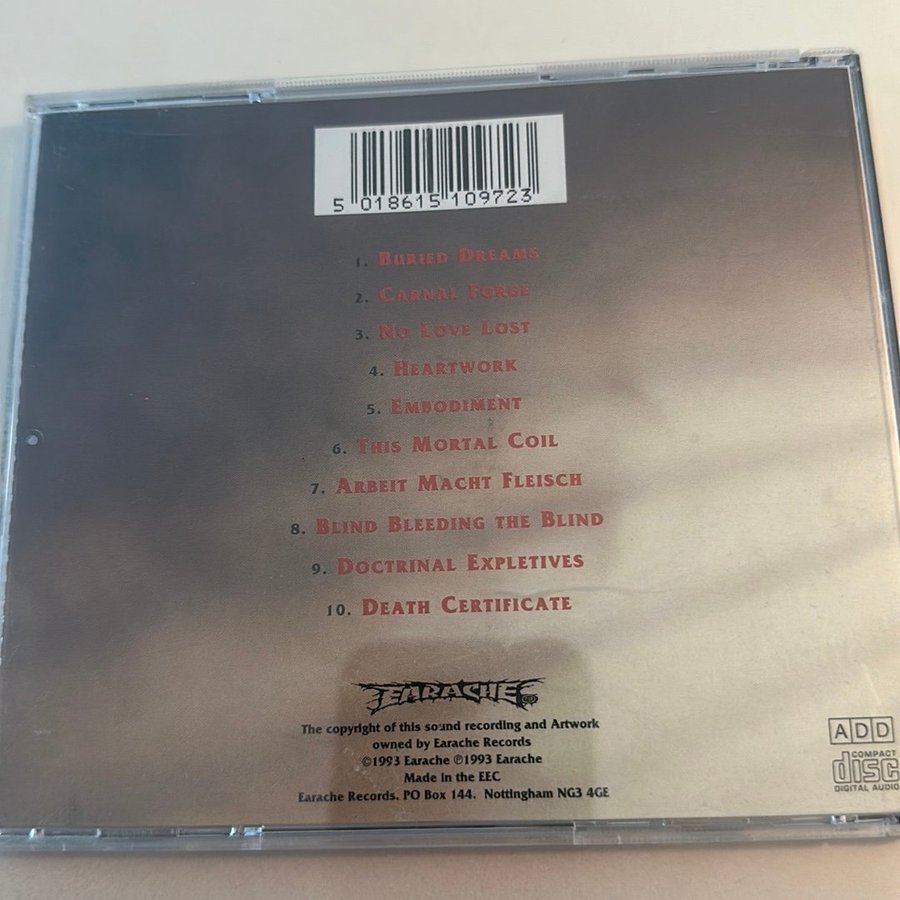 5 018615 109723
1. BURIED DREAMS
2. CARNAL FORGE
3. NO LOVE LOST
4. HEARTWORK
5. EMBODIMENT
6. THIS MORTAL COIL
7. ARBEIT MACHT FLEISCH
8. BLIND BLEEDING THE BLIND
9. DOCTRINAL EXPLETIVES
10. DEATH CERTIFICATE
EARACHE
The copyright of this sound recording and Artwork
owned by Earache Records
©1993 Earache ℗1993 Earache
Made in the EEC
Earache Records. PO Box 144. Nottingham NG3 4GE
ADD
COMPACT
disc
DIGITAL AUDIO